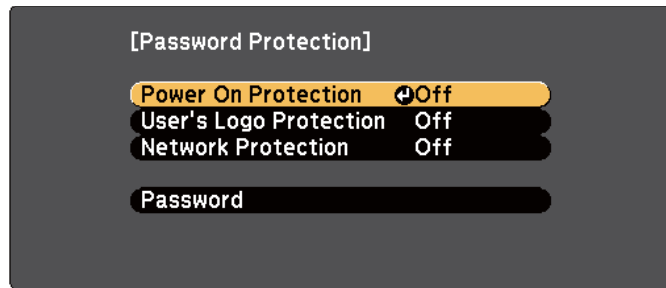 [Password Protection]
Power On Protection Off
User's Logo Protection Off
Network Protection Off
Password